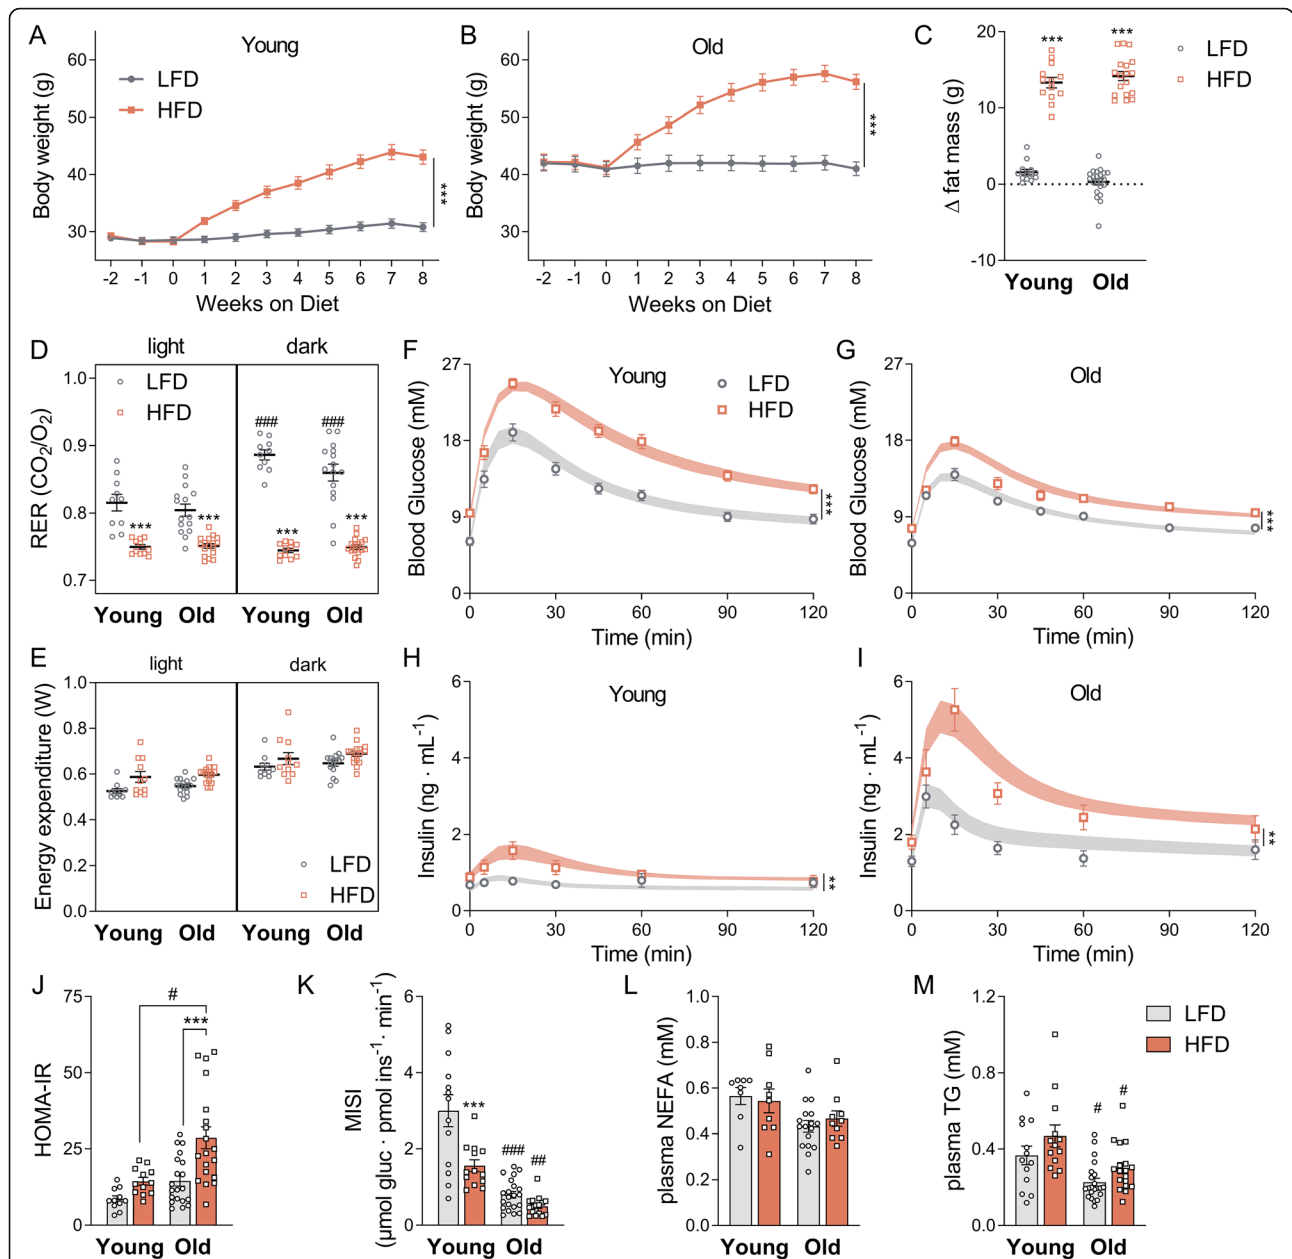 A
Young
Body weight (g)
60
50
40
30
LFD
HFD
***
-2 -1 0 1 2 3 4 5 6 7 8
Weeks on Diet
B
Old
Body weight (g)
60
50
40
30
***
-2 -1 0 1 2 3 4 5 6 7 8
Weeks on Diet
C
Δ fat mass (g)
20
10
0
-10
*** ***
LFD
HFD
Young Old
D
light dark
RER (CO2/O2)
1.0
0.9
0.8
0.7
LFD
HFD
### ###
*** *** *** ***
Young Old Young Old
E
light dark
Energy expenditure (W)
1.0
0.8
0.6
0.4
0.2
0.0
LFD
HFD
Young Old Young Old
F
Young
Blood Glucose (mM)
27
18
9
0
LFD
HFD
***
0 30 60 90 120
Time (min)
G
Old
Blood Glucose (mM)
27
18
9
0
***
0 30 60 90 120
Time (min)
H
Young
Insulin (ng · mL-1)
6
4
2
0
**
0 30 60 90 120
Time (min)
I
Old
Insulin (ng · mL-1)
6
4
2
0
**
0 30 60 90 120
Time (min)
J
HOMA-IR
75
50
25
0
#
***
Young Old
K
MISI
(μmol gluc · pmol ins-1 · min-1)
6
4
2
0
***
### ##
Young Old
L
plasma NEFA (mM)
1.0
0.8
0.6
0.4
0.2
0.0
Young Old
M
plasma TG (mM)
1.2
0.8
0.4
0.0
# #
LFD
HFD
Young Old